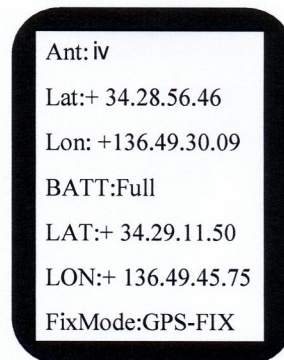 Ant: iv
Lat:+ 34.28.56.46
Lon: +136.49.30.09
BATT:Full
LAT:+ 34.29.11.50
LON:+ 136.49.45.75
FixMode:GPS-FIX